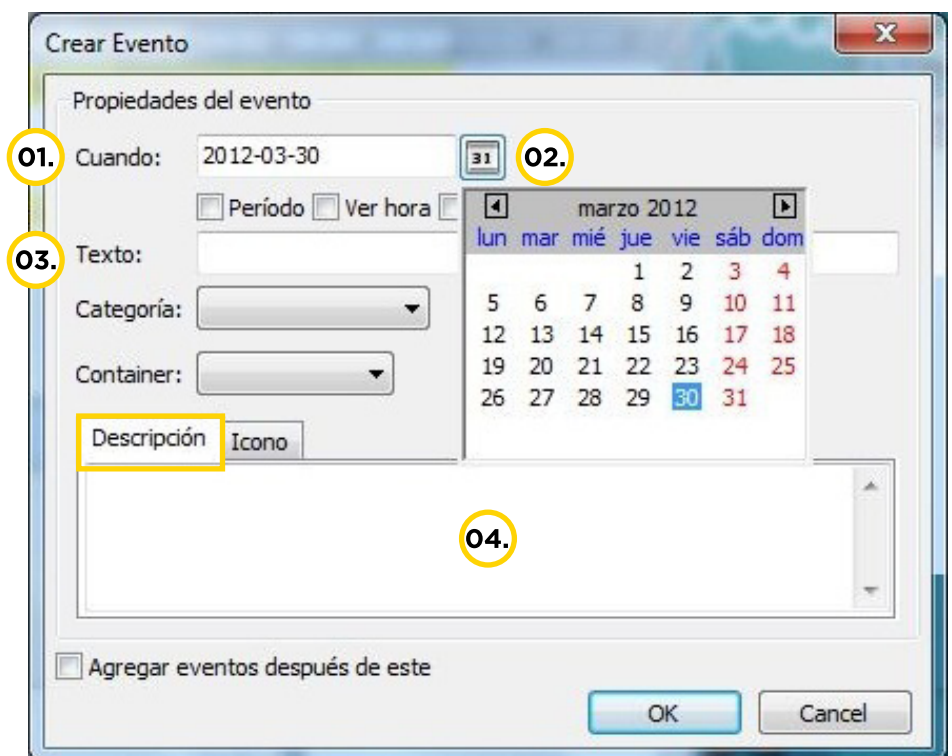 Crear Evento
Propiedades del evento
01. Cuando: 2012-03-30 31 02.
Período Ver hora
marzo 2012
lun mar mié jue vie sáb dom
03. Texto:
1 2 3 4
Categoría:
5 6 7 8 9 10 11
12 13 14 15 16 17 18
Container:
19 20 21 22 23 24 25
26 27 28 29 30 31
Descripción Icono
04.
Agregar eventos después de este
OK Cancel